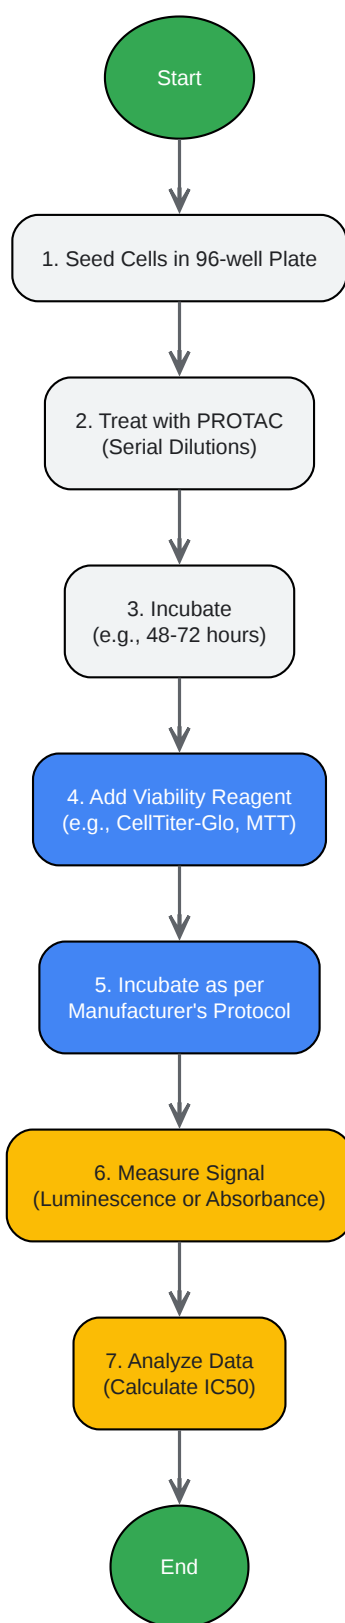 Start
1. Seed Cells in 96-well Plate
2. Treat with PROTAC
(Serial Dilutions)
3. Incubate
(e.g., 48-72 hours)
4. Add Viability Reagent
(e.g., CellTiter-Glo, MTT)
5. Incubate as per
Manufacturer's Protocol
6. Measure Signal
(Luminescence or Absorbance)
7. Analyze Data
(Calculate IC50)
End